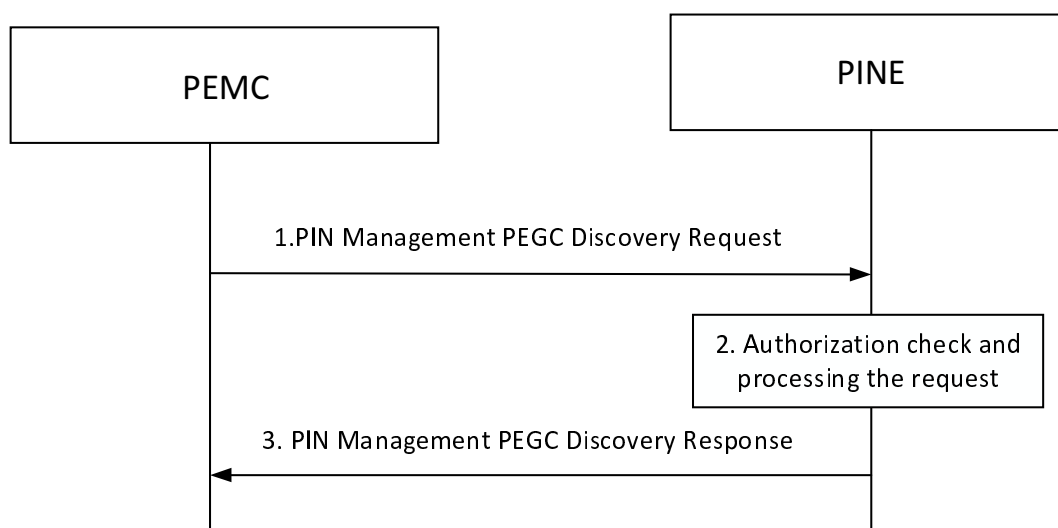 PEMC
PINE
1.PIN Management PEGC Discovery Request
2. Authorization check and
processing the request
3. PIN Management PEGC Discovery Response